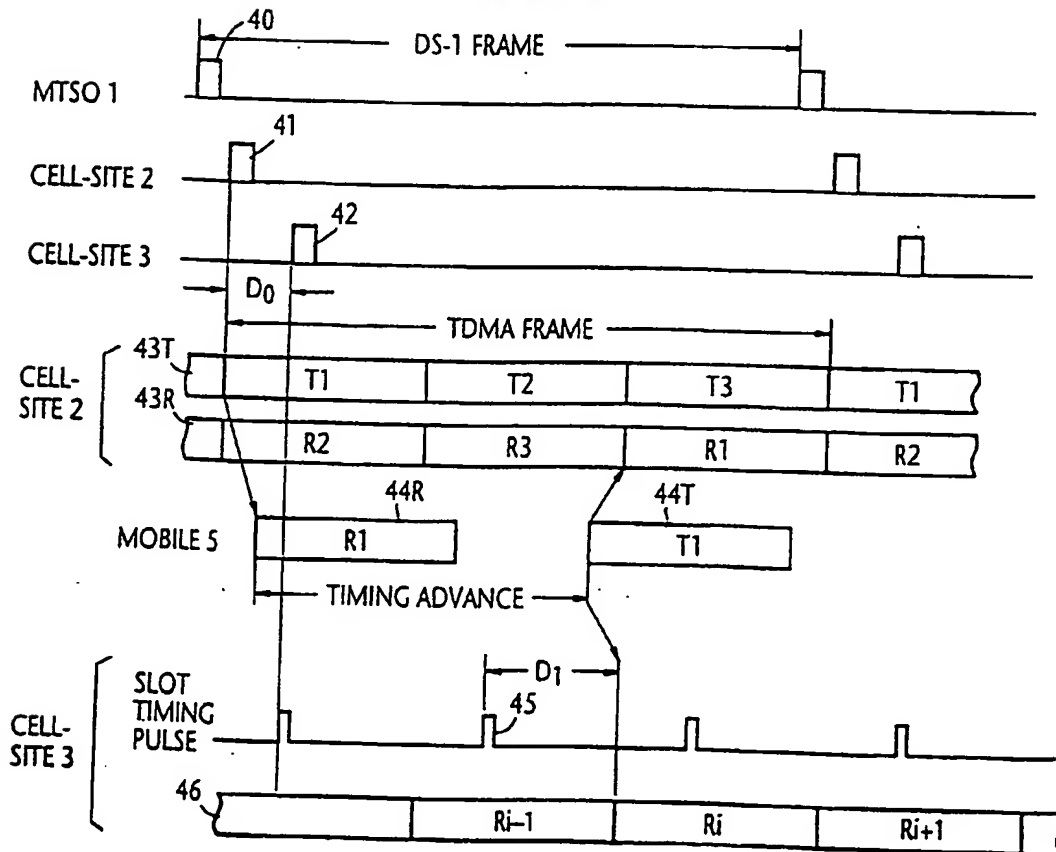 40
DS-1 FRAME
MTSO 1
41
CELL-SITE 2
42
CELL-SITE 3
D0
TDMA FRAME
43T
T1 T2 T3 T1
CELL-
SITE 2
43R
R2 R3 R1 R2
44R
44T
MOBILE 5
R1
T1
TIMING ADVANCE
D1
SLOT
TIMING
PULSE
45
CELL-
SITE 3
46
Ri–1 Ri Ri+1